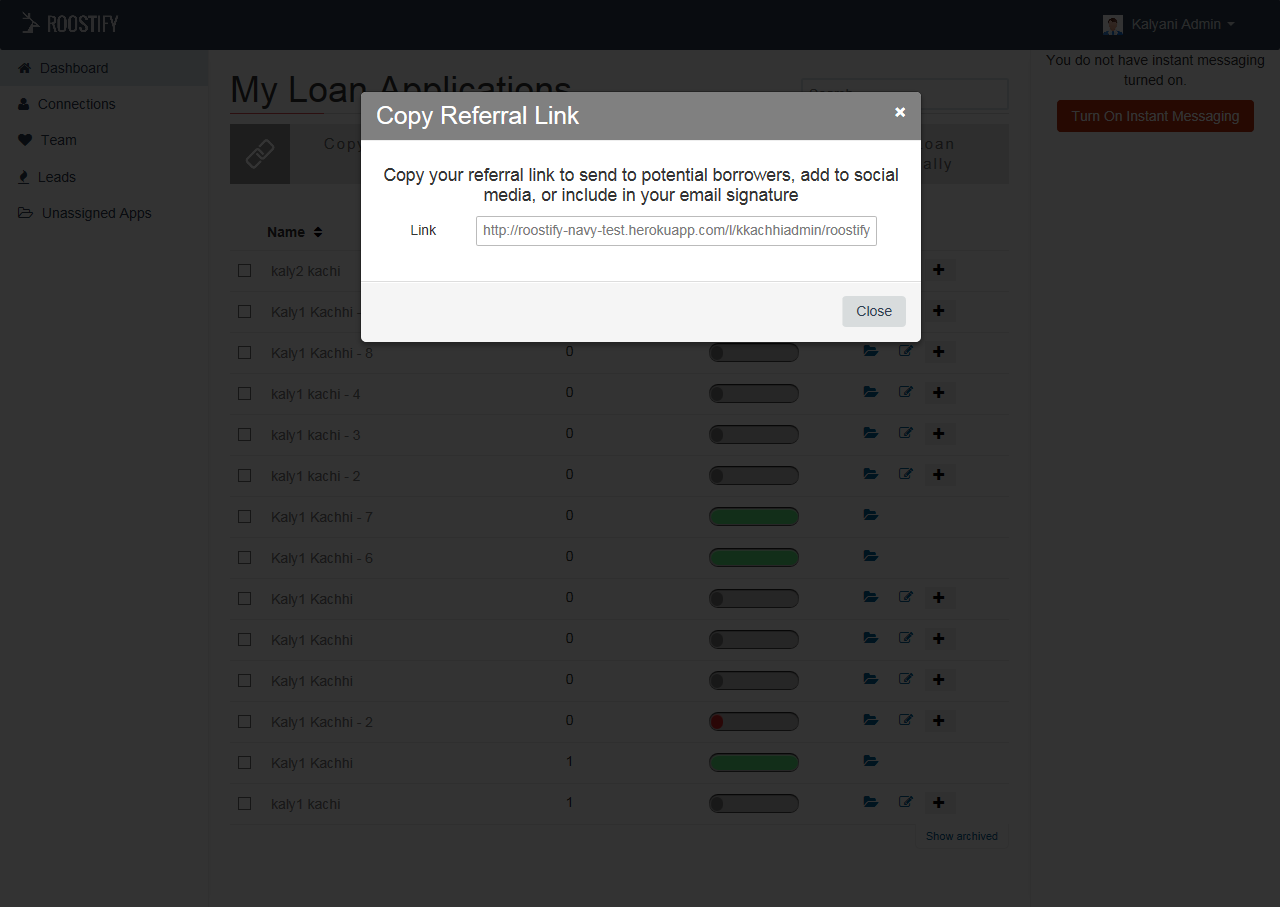 ROOSTIFY
Kalyani Admin
Dashboard
Connections
Team
Leads
Unassigned Apps
You do not have instant messaging
turned on.
Turn On Instant Messaging
My Loan Applications
Copy Referral Link
Copy your referral link to send to potential borrowers, add to social
media, or include in your email signature
Link
http://roostify-navy-test.herokuapp.com/l/kkachhiadmin/roostify
Close
Name
kaly2 kachi
Kaly1 Kachhi -
Kaly1 Kachhi - 8 0
kaly1 kachi - 4 0
kaly1 kachi - 3 0
kaly1 kachi - 2 0
Kaly1 Kachhi - 7 0
Kaly1 Kachhi - 6 0
Kaly1 Kachhi 0
Kaly1 Kachhi 0
Kaly1 Kachhi 0
Kaly1 Kachhi - 2 0
Kaly1 Kachhi 1
kaly1 kachi 1
Show archived